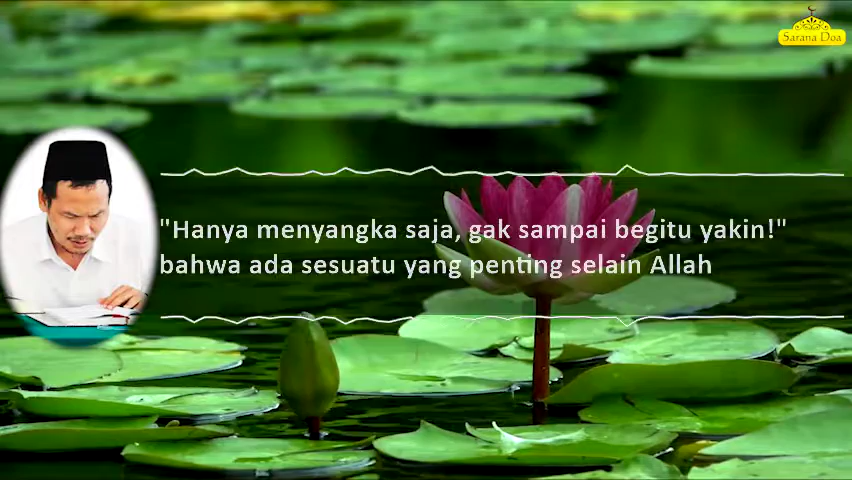 Sarana Doa
"Hanya menyangka saja, gak sampai begitu yakin!"
bahwa ada sesuatu yang penting selain Allah